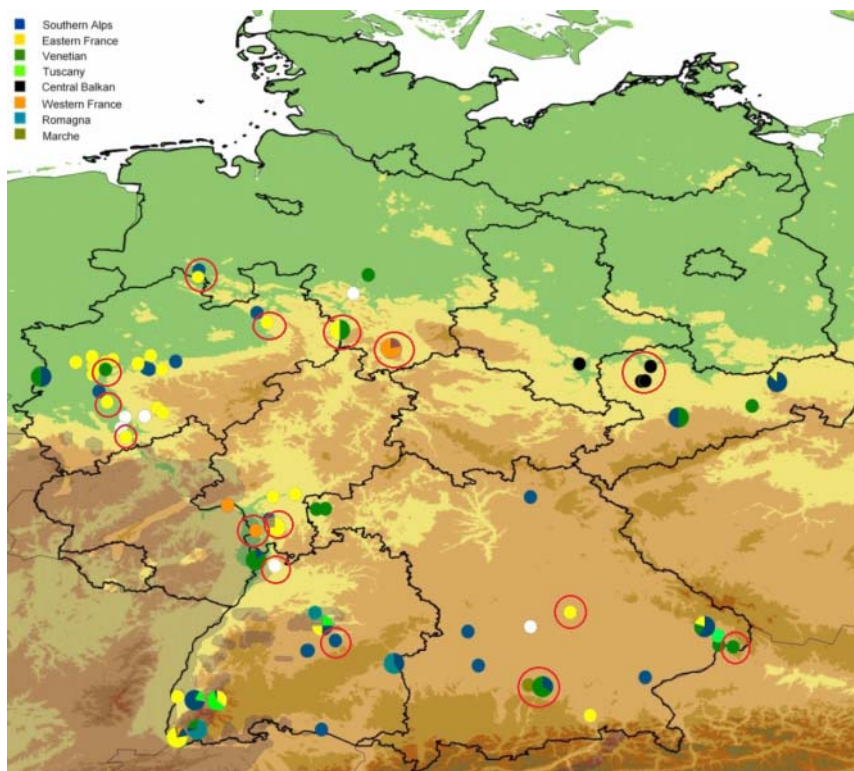 Southern Alps
Eastern France
Venetian
Tuscany
Central Balkan
Western France
Romagna
Marche